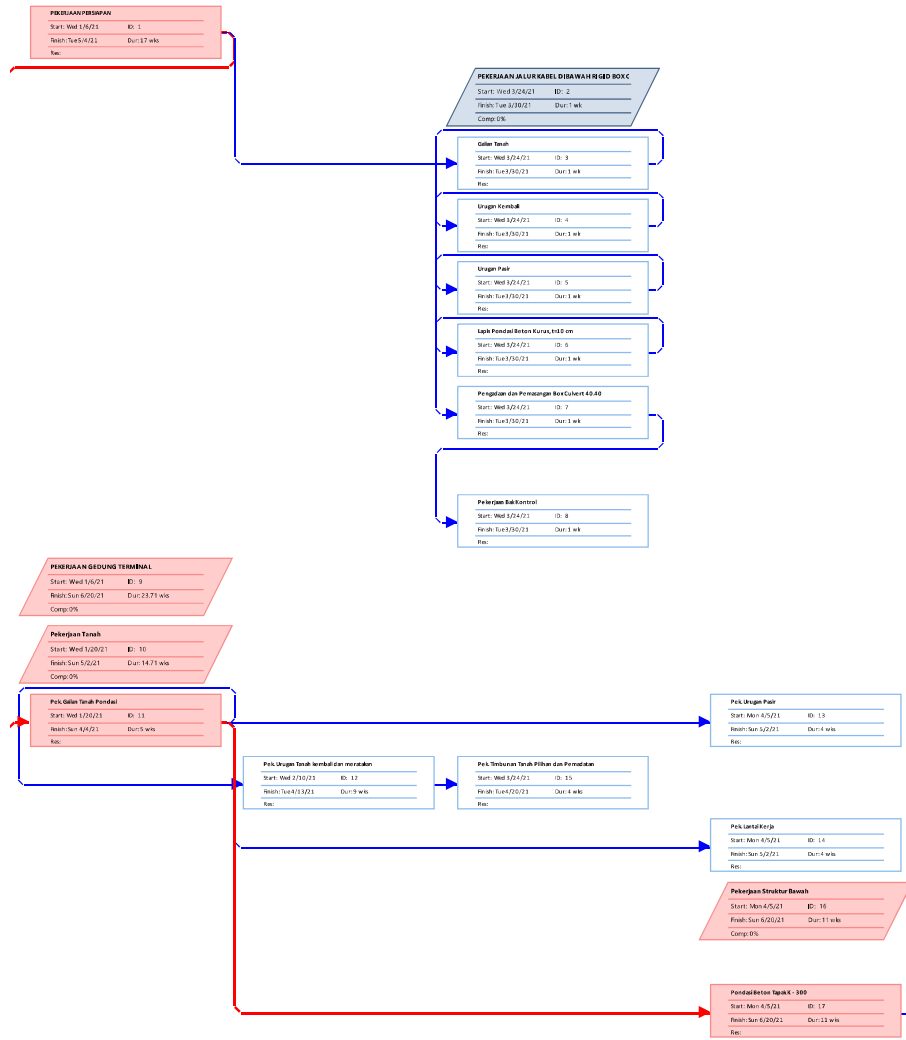 PEKERJAAN PERSIAPAN
Start: Wed 1/6/21 ID: 1
Finish: Tue 5/4/21 Dur: 17 wks
Res:
PEKERJAAN JALUR KABEL DIBAWAH RIGID BOX C
Start: Wed 3/24/21 ID: 2
Finish: Tue 3/30/21 Dur: 1 wk
Comp: 0%
Galian Tanah
Start: Wed 3/24/21 ID: 3
Finish: Tue 3/30/21 Dur: 1 wk
Res:
Urugan Kembali
Start: Wed 3/24/21 ID: 4
Finish: Tue 3/30/21 Dur: 1 wk
Res:
Urugan Pasir
Start: Wed 3/24/21 ID: 5
Finish: Tue 3/30/21 Dur: 1 wk
Res:
Lapis Pondasi Beton Kurus, t=10 cm
Start: Wed 3/24/21 ID: 6
Finish: Tue 3/30/21 Dur: 1 wk
Res:
Pengadaan dan Pemasangan Box Culvert 40.40
Start: Wed 3/24/21 ID: 7
Finish: Tue 3/30/21 Dur: 1 wk
Res:
Pekerjaan Bak Kontrol
Start: Wed 3/24/21 ID: 8
Finish: Tue 3/30/21 Dur: 1 wk
Res:
PEKERJAAN GEDUNG TERMINAL
Start: Wed 1/6/21 ID: 9
Finish: Sun 6/20/21 Dur: 23.71 wks
Comp: 0%
Pekerjaan Tanah
Start: Wed 1/20/21 ID: 10
Finish: Sun 5/2/21 Dur: 14.71 wks
Comp: 0%
Pek. Galian Tanah Pondasi
Start: Wed 1/20/21 ID: 11
Finish: Sun 4/4/21 Dur: 5 wks
Res:
Pek. Urugan Pasir
Start: Mon 4/5/21 ID: 13
Finish: Sun 5/2/21 Dur: 4 wks
Res:
Pek. Urugan Tanah kembali dan meratakan
Start: Wed 2/10/21 ID: 12
Finish: Tue 4/13/21 Dur: 9 wks
Res:
Pek. Timbunan Tanah Pilihan dan Pemadatan
Start: Wed 3/24/21 ID: 15
Finish: Tue 4/20/21 Dur: 4 wks
Res:
Pek. Lantai Kerja
Start: Mon 4/5/21 ID: 14
Finish: Sun 5/2/21 Dur: 4 wks
Res:
Pekerjaan Struktur Bawah
Start: Mon 4/5/21 ID: 16
Finish: Sun 6/20/21 Dur: 11 wks
Comp: 0%
Pondasi Beton Tapak K - 300
Start: Mon 4/5/21 ID: 17
Finish: Sun 6/20/21 Dur: 11 wks
Res: